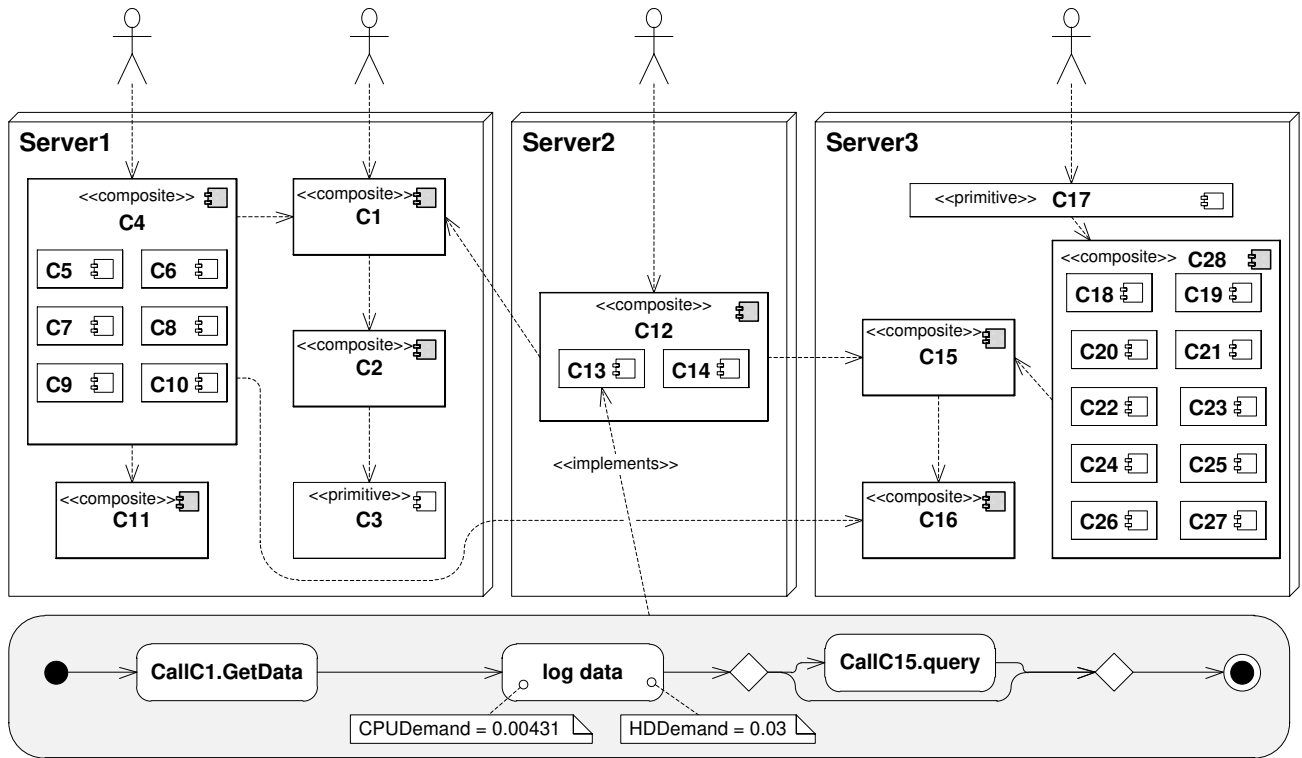 Server1
<<composite>>
C4
C5
C6
C7
C8
C9
C10
<<composite>>
C11
<<composite>>
C1
<<composite>>
C2
<<primitive>>
C3
Server2
<<composite>>
C12
C13
C14
<<implements>>
Server3
<<primitive>> C17
<<composite>> C28
C18
C19
C20
C21
C22
C23
C24
C25
C26
C27
<<composite>>
C15
<<composite>>
C16
CallC1.GetData
log data
CallC15.query
CPUDemand = 0.00431
HDDemand = 0.03